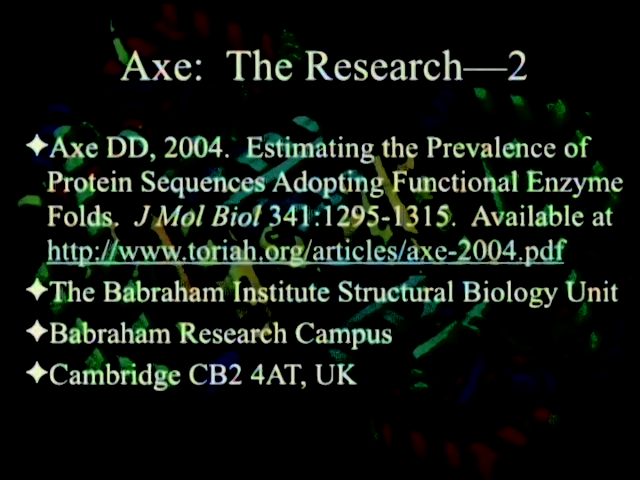 Axe: The Research—2
✦Axe DD, 2004. Estimating the Prevalence of
Protein Sequences Adopting Functional Enzyme
Folds. J Mol Biol 341:1295-1315. Available at
http://www.toriah.org/articles/axe-2004.pdf
✦The Babraham Institute Structural Biology Unit
✦Babraham Research Campus
✦Cambridge CB2 4AT, UK